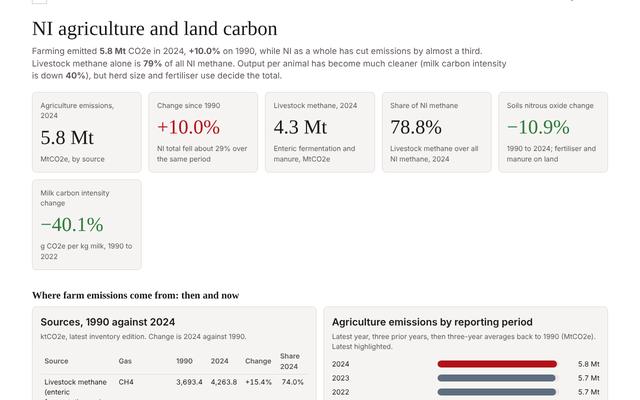 NI agriculture and land carbon
Farming emitted 5.8 Mt CO2e in 2024, +10.0% on 1990, while NI as a whole has cut emissions by almost a third.
Livestock methane alone is 79% of all NI methane. Output per animal has become much cleaner (milk carbon intensity
is down 40%), but herd size and fertiliser use decide the total.
Agriculture emissions,
2024
5.8 Mt
MtCO2e, by source
Change since 1990
+10.0%
NI total fell about 29% over
the same period
Livestock methane, 2024
4.3 Mt
Enteric fermentation and
manure, MtCO2e
Share of NI methane
78.8%
Livestock methane over all
NI methane, 2024
Soils nitrous oxide change
−10.9%
1990 to 2024; fertiliser and
manure on land
Milk carbon intensity
change
−40.1%
g CO2e per kg milk, 1990 to
2022
Where farm emissions come from: then and now
Sources, 1990 against 2024
ktCO2e, latest inventory edition. Change is 2024 against 1990.
Source Gas 1990 2024 Change Share
2024
Livestock methane CH4 3,693.4 4,263.8 +15.4% 74.0%
(enteric
Agriculture emissions by reporting period
Latest year, three prior years, then three-year averages back to 1990 (MtCO2e).
Latest highlighted.
2024 5.8 Mt
2023 5.7 Mt
2022 5.7 Mt